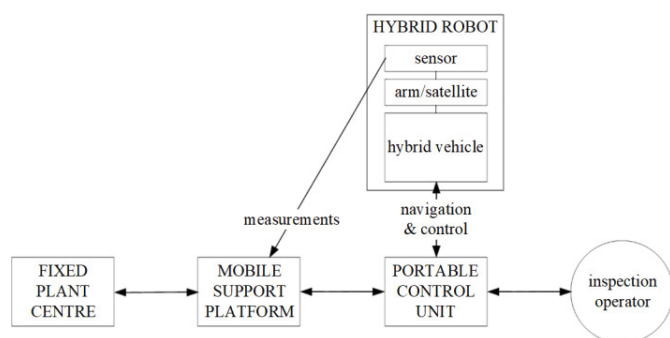 HYBRID ROBOT
sensor
arm/satellite
hybrid vehicle
measurements
navigation
& control
FIXED
PLANT
CENTRE
MOBILE
SUPPORT
PLATFORM
PORTABLE
CONTROL
UNIT
inspection
operator